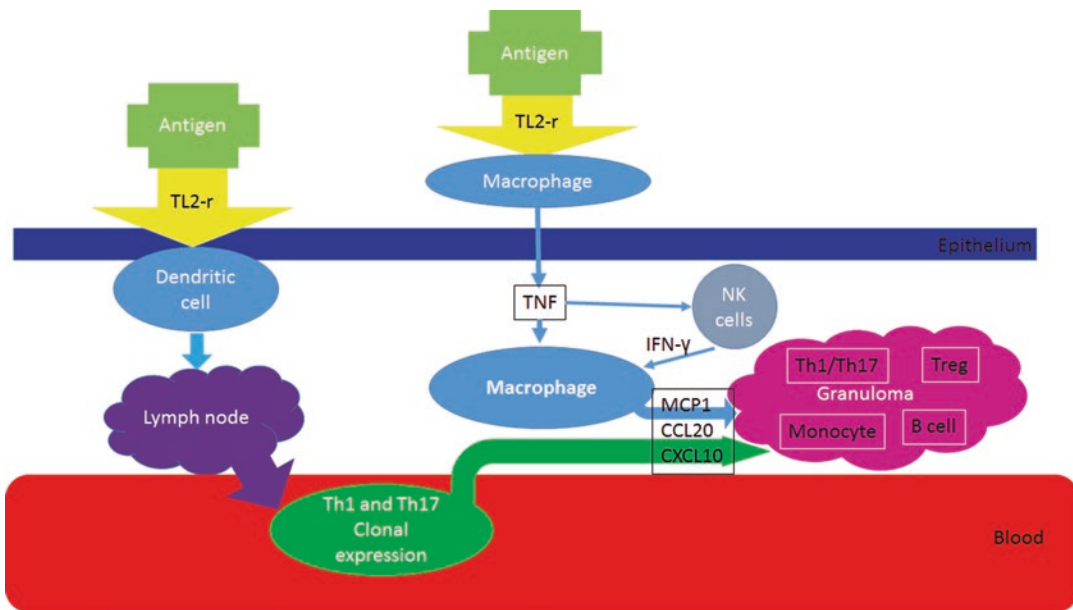 Antigen
TL2-r
Macrophage
Antigen
TL2-r
Epithelium
Dendritic
cell
TNF
NK
cells
IFN-γ
Macrophage
Lymph node
MCP1
CCL20
CXCL10
Th1/Th17
Treg
Granuloma
Monocyte
B cell
Th1 and Th17
Clonal
expression
Blood